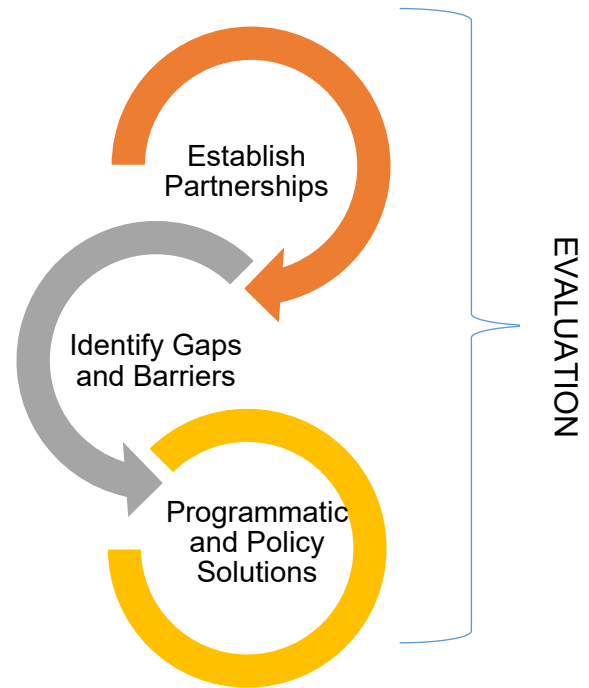 Establish
Partnerships
Identify Gaps
and Barriers
Programmatic
and Policy
Solutions
EVALUATION